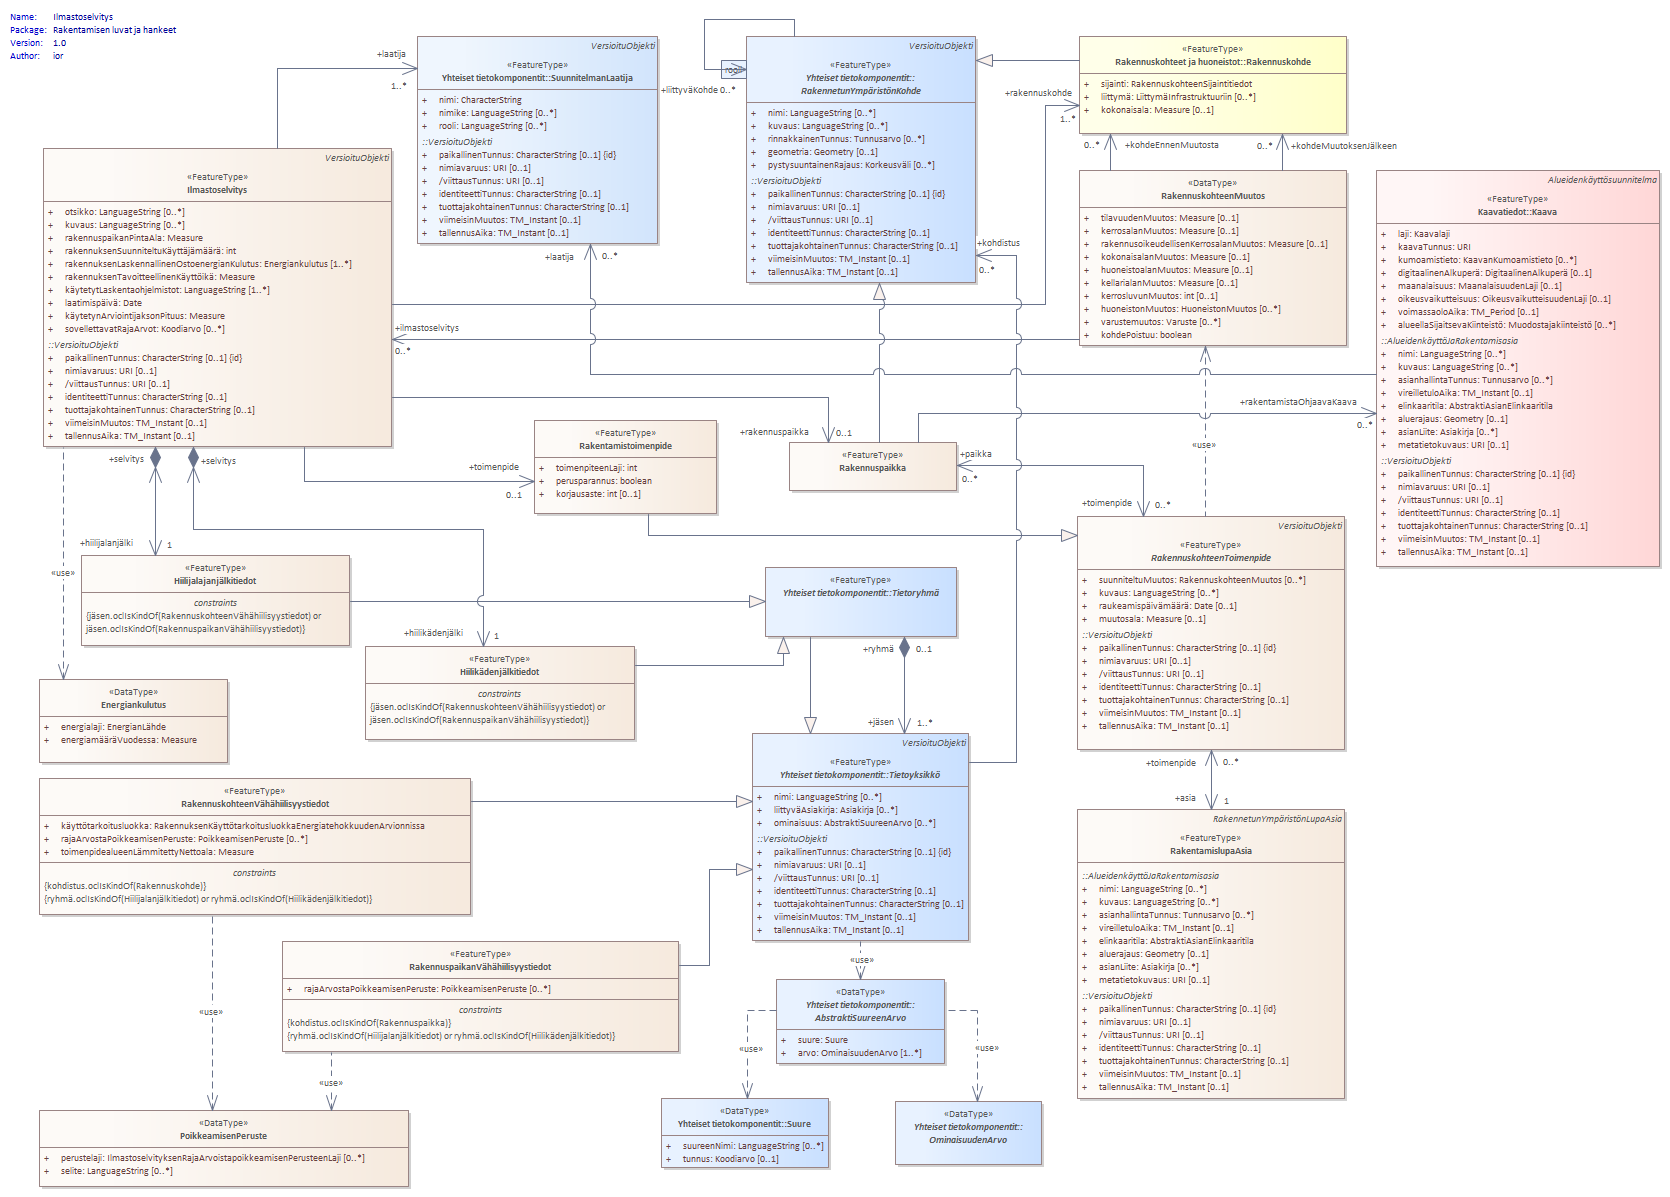 Name: Ilmastoselvitys
Package: Rakentamisen luvat ja hankkeet
Version: 1.0
Author: ior
VersioituObjekti
«FeatureType»
Ilmastoselvitys
+ otsikko: LanguageString [0..*]
+ kuvaus: LanguageString [0..*]
+ rakennuspaikanPintaAla: Measure
+ rakennuksenSuunniteltuKäyttäjämäärä: int
+ rakennuksenLaskennallinenOstoenergianKulutus: Energiankulutus [1..*]
+ rakennuksenTavoitteellinenKäyttöikä: Measure
+ käytetytLaskentaohjelmistot: LanguageString [1..*]
+ laatimispäivä: Date
+ käytetynArviointijaksonPituus: Measure
+ sovellettavatRajaArvot: Koodiarvo [0..*]
::VersioituObjekti
+ paikallinenTunnus: CharacterString [0..1] {id}
+ nimiavaruus: URI [0..1]
+ /viittausTunnus: URI [0..1]
+ identiteettiTunnus: CharacterString [0..1]
+ tuottajakohtainenTunnus: CharacterString [0..1]
+ viimeisinMuutos: TM_Instant [0..1]
+ tallennusAika: TM_Instant [0..1]
+laatija
1..*
VersioituObjekti
«FeatureType»
Yhteiset tietokomponentit::SuunnitelmanLaatija
+ nimi: CharacterString
+ nimike: LanguageString [0..*]
+ rooli: LanguageString [0..*]
::VersioituObjekti
+ paikallinenTunnus: CharacterString [0..1] {id}
+ nimiavaruus: URI [0..1]
+ /viittausTunnus: URI [0..1]
+ identiteettiTunnus: CharacterString [0..1]
+ tuottajakohtainenTunnus: CharacterString [0..1]
+ viimeisinMuutos: TM_Instant [0..1]
+ tallennusAika: TM_Instant [0..1]
+laatija
0..*
rooli
+liittyväKohde 0..*
VersioituObjekti
«FeatureType»
Yhteiset tietokomponentit::
RakennetunYmpäristönKohde
+ nimi: LanguageString [0..*]
+ kuvaus: LanguageString [0..*]
+ rinnakkainenTunnus: Tunnusarvo [0..*]
+ geometria: Geometry [0..1]
+ pystysuuntainenRajaus: Korkeusväli [0..*]
::VersioituObjekti
+ paikallinenTunnus: CharacterString [0..1] {id}
+ nimiavaruus: URI [0..1]
+ /viittausTunnus: URI [0..1]
+ identiteettiTunnus: CharacterString [0..1]
+ tuottajakohtainenTunnus: CharacterString [0..1]
+ viimeisinMuutos: TM_Instant [0..1]
+ tallennusAika: TM_Instant [0..1]
+kohdistus
0..*
+rakennuskohde
1..*
«FeatureType»
Rakennuskohteet ja huoneistot::Rakennuskohde
+ sijainti: RakennuskohteenSijaintitiedot
+ liittymä: LiittymäInfrastruktuuriin [0..*]
+ kokonaisala: Measure [0..1]
0..*
+kohdeEnnenMuutosta
0..*
+kohdeMuutoksenJälkeen
«DataType»
RakennuskohteenMuutos
+ tilavuudenMuutos: Measure [0..1]
+ kerrosalanMuutos: Measure [0..1]
+ rakennusoikeudellisenKerrosalanMuutos: Measure [0..1]
+ kokonaisalanMuutos: Measure [0..1]
+ huoneistoalanMuutos: Measure [0..1]
+ kellarialanMuutos: Measure [0..1]
+ kerrosluvunMuutos: int [0..1]
+ huoneistonMuutos: HuoneistonMuutos [0..*]
+ varustemuutos: Varuste [0..*]
+ kohdePoistuu: boolean
Alueidenkäyttösuunnitelma
«FeatureType»
Kaavatiedot::Kaava
+ laji: Kaavalaji
+ kaavaTunnus: URI
+ kumoamistieto: KaavanKumoamistieto [0..*]
+ digitaalinenAlkuperä: DigitaalinenAlkuperä [0..1]
+ maanalaisuus: MaanalaisuudenLaji [0..1]
+ oikeusvaikutteisuus: OikeusvaikutteisuudenLaji [0..1]
+ voimassaoloAika: TM_Period [0..1]
+ alueellaSijaitsevaKiinteistö: Muodostajakiinteistö [0..*]
::AlueidenkäyttöJaRakentamisasia
+ nimi: LanguageString [0..*]
+ kuvaus: LanguageString [0..*]
+ asianhallintaTunnus: Tunnusarvo [0..*]
+ vireilletuloAika: TM_Instant [0..1]
+ elinkaaritila: AbstraktiAsianElinkaaritila
+ aluerajaus: Geometry [0..1]
+ asianLiite: Asiakirja [0..*]
+ metatietokuvaus: URI [0..1]
::VersioituObjekti
+ paikallinenTunnus: CharacterString [0..1] {id}
+ nimiavaruus: URI [0..1]
+ /viittausTunnus: URI [0..1]
+ identiteettiTunnus: CharacterString [0..1]
+ tuottajakohtainenTunnus: CharacterString [0..1]
+ viimeisinMuutos: TM_Instant [0..1]
+ tallennusAika: TM_Instant [0..1]
+ilmastoselvitys
0..*
+rakennuspaikka
0..1
+rakentamistaOhjaavaKaava
0..*
«use»
«FeatureType»
Rakentamistoimenpide
+ toimenpiteenLaji: int
+ perusparannus: boolean
+ korjausaste: int [0..1]
+toimenpide
0..1
«FeatureType»
Rakennuspaikka
+paikka
0..*
+toimenpide
0..*
VersioituObjekti
«FeatureType»
RakennuskohteenToimenpide
+ suunniteltuMuutos: RakennuskohteenMuutos [0..*]
+ kuvaus: LanguageString [0..*]
+ raukeamispäivämäärä: Date [0..1]
+ muutosala: Measure [0..1]
::VersioituObjekti
+ paikallinenTunnus: CharacterString [0..1] {id}
+ nimiavaruus: URI [0..1]
+ /viittausTunnus: URI [0..1]
+ identiteettiTunnus: CharacterString [0..1]
+ tuottajakohtainenTunnus: CharacterString [0..1]
+ viimeisinMuutos: TM_Instant [0..1]
+ tallennusAika: TM_Instant [0..1]
+selvitys
+selvitys
+hiilijalanjälki
1
«use»
«FeatureType»
Hiilijalajanjälkitiedot
constraints
{jäsen.oclIsKindOf(RakennuskohteenVähähiilisyystiedot) or
jäsen.oclIsKindOf(RakennuspaikanVähähiilisyystiedot)}
+hiilikädenjälki
1
«FeatureType»
Hiilikädenjälkitiedot
constraints
{jäsen.oclIsKindOf(RakennuskohteenVähähiilisyystiedot) or
jäsen.oclIsKindOf(RakennuspaikanVähähiilisyystiedot)}
«FeatureType»
Yhteiset tietokomponentit::Tietoryhmä
+ryhmä
0..1
+jäsen
1..*
«DataType»
Energiankulutus
+ energialaji: EnergianLähde
+ energiamääräVuodessa: Measure
VersioituObjekti
«FeatureType»
Yhteiset tietokomponentit::Tietoyksikkö
+ nimi: LanguageString [0..*]
+ liittyväAsiakirja: Asiakirja [0..*]
+ ominaisuus: AbstraktiSuureenArvo [0..*]
::VersioituObjekti
+ paikallinenTunnus: CharacterString [0..1] {id}
+ nimiavaruus: URI [0..1]
+ /viittausTunnus: URI [0..1]
+ identiteettiTunnus: CharacterString [0..1]
+ tuottajakohtainenTunnus: CharacterString [0..1]
+ viimeisinMuutos: TM_Instant [0..1]
+ tallennusAika: TM_Instant [0..1]
+toimenpide
0..*
+asia
1
«FeatureType»
RakennuskohteenVähähiilisyystiedot
+ käyttötarkoitusluokka: RakennuksenKäyttötarkoitusluokkaEnergiatehokkuudenArvionnissa
+ rajaArvostaPoikkeamisenPeruste: PoikkeamisenPeruste [0..*]
+ toimenpidealueenLämmitettyNettoala: Measure
constraints
{kohdistus.oclIsKindOf(Rakennuskohde)}
{ryhmä.oclIsKindOf(Hiilijalanjälkitiedot) or ryhmä.oclIsKindOf(Hiilikädenjälkitiedot)}
RakennetunYmpäristönLupaAsia
«FeatureType»
RakentamislupaAsia
::AlueidenkäyttöJaRakentamisasia
+ nimi: LanguageString [0..*]
+ kuvaus: LanguageString [0..*]
+ asianhallintaTunnus: Tunnusarvo [0..*]
+ vireilletuloAika: TM_Instant [0..1]
+ elinkaaritila: AbstraktiAsianElinkaaritila
+ aluerajaus: Geometry [0..1]
+ asianLiite: Asiakirja [0..*]
+ metatietokuvaus: URI [0..1]
::VersioituObjekti
+ paikallinenTunnus: CharacterString [0..1] {id}
+ nimiavaruus: URI [0..1]
+ /viittausTunnus: URI [0..1]
+ identiteettiTunnus: CharacterString [0..1]
+ tuottajakohtainenTunnus: CharacterString [0..1]
+ viimeisinMuutos: TM_Instant [0..1]
+ tallennusAika: TM_Instant [0..1]
«FeatureType»
RakennuspaikanVähähiilisyystiedot
+ rajaArvostaPoikkeamisenPeruste: PoikkeamisenPeruste [0..*]
constraints
{kohdistus.oclIsKindOf(Rakennuspaikka)}
{ryhmä.oclIsKindOf(Hiilijalanjälkitiedot) or ryhmä.oclIsKindOf(Hiilikädenjälkitiedot)}
«use»
«use»
«use»
«DataType»
Yhteiset tietokomponentit::
AbstraktiSuureenArvo
+ suure: Suure
+ arvo: OminaisuudenArvo [1..*]
«use»
«use»
«DataType»
PoikkeamisenPeruste
+ perustelaji: IlmastoselvityksenRajaArvoistapoikkeamisenPerusteenLaji [0..*]
+ selite: LanguageString [0..*]
«DataType»
Yhteiset tietokomponentit::Suure
+ suureenNimi: LanguageString [0..*]
+ tunnus: Koodiarvo [0..1]
«DataType»
Yhteiset tietokomponentit::
OminaisuudenArvo